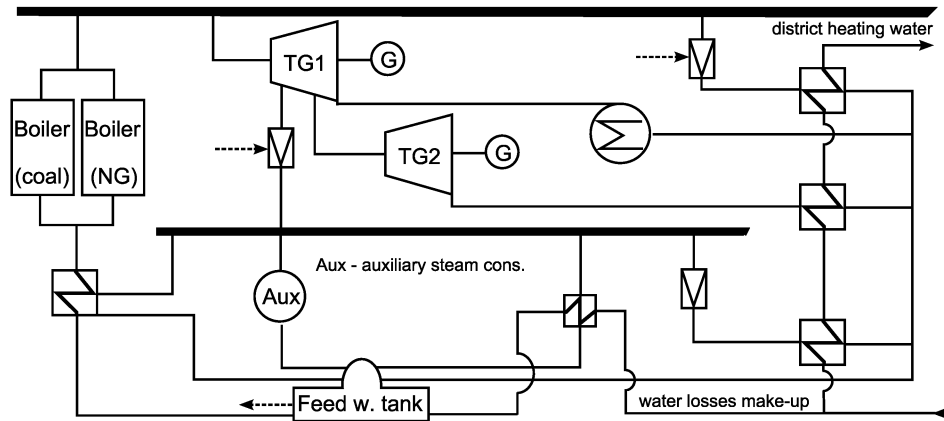 district heating water
TG1
G
Boiler
(coal)
Boiler
(NG)
TG2
G
Aux - auxiliary steam cons.
Aux
Feed w. tank
water losses make-up